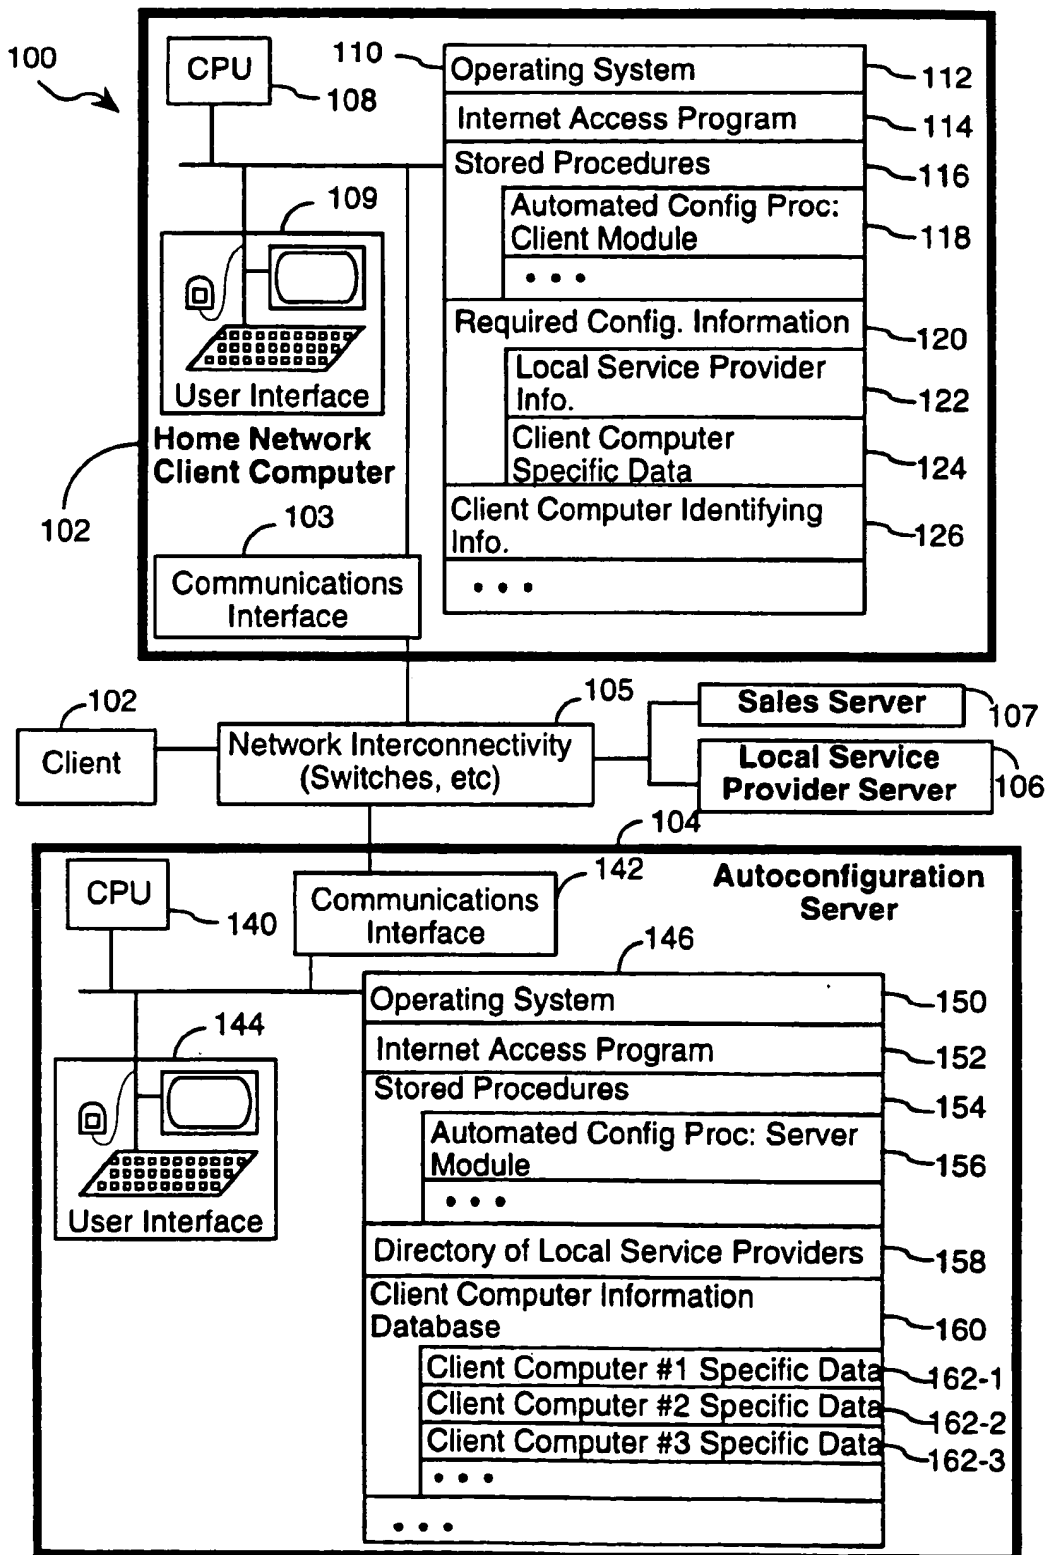 100
CPU
108
110
Operating System
112
Internet Access Program
114
Stored Procedures
116
Automated Config Proc:
Client Module
118
• • •
109
User Interface
Required Config. Information
120
Local Service Provider
Info.
122
Client Computer
Specific Data
124
Home Network
Client Computer
102
Client Computer Identifying
Info.
126
• • •
103
Communications
Interface
102
Client
105
Network Interconnectivity
(Switches, etc)
Sales Server
107
Local Service
Provider Server
106
104
Autoconfiguration
Server
CPU
140
142
Communications
Interface
146
Operating System
150
Internet Access Program
152
Stored Procedures
154
Automated Config Proc: Server
Module
156
• • •
144
User Interface
Directory of Local Service Providers
158
Client Computer Information
Database
160
Client Computer #1 Specific Data
162-1
Client Computer #2 Specific Data
162-2
Client Computer #3 Specific Data
162-3
• • •
• • •